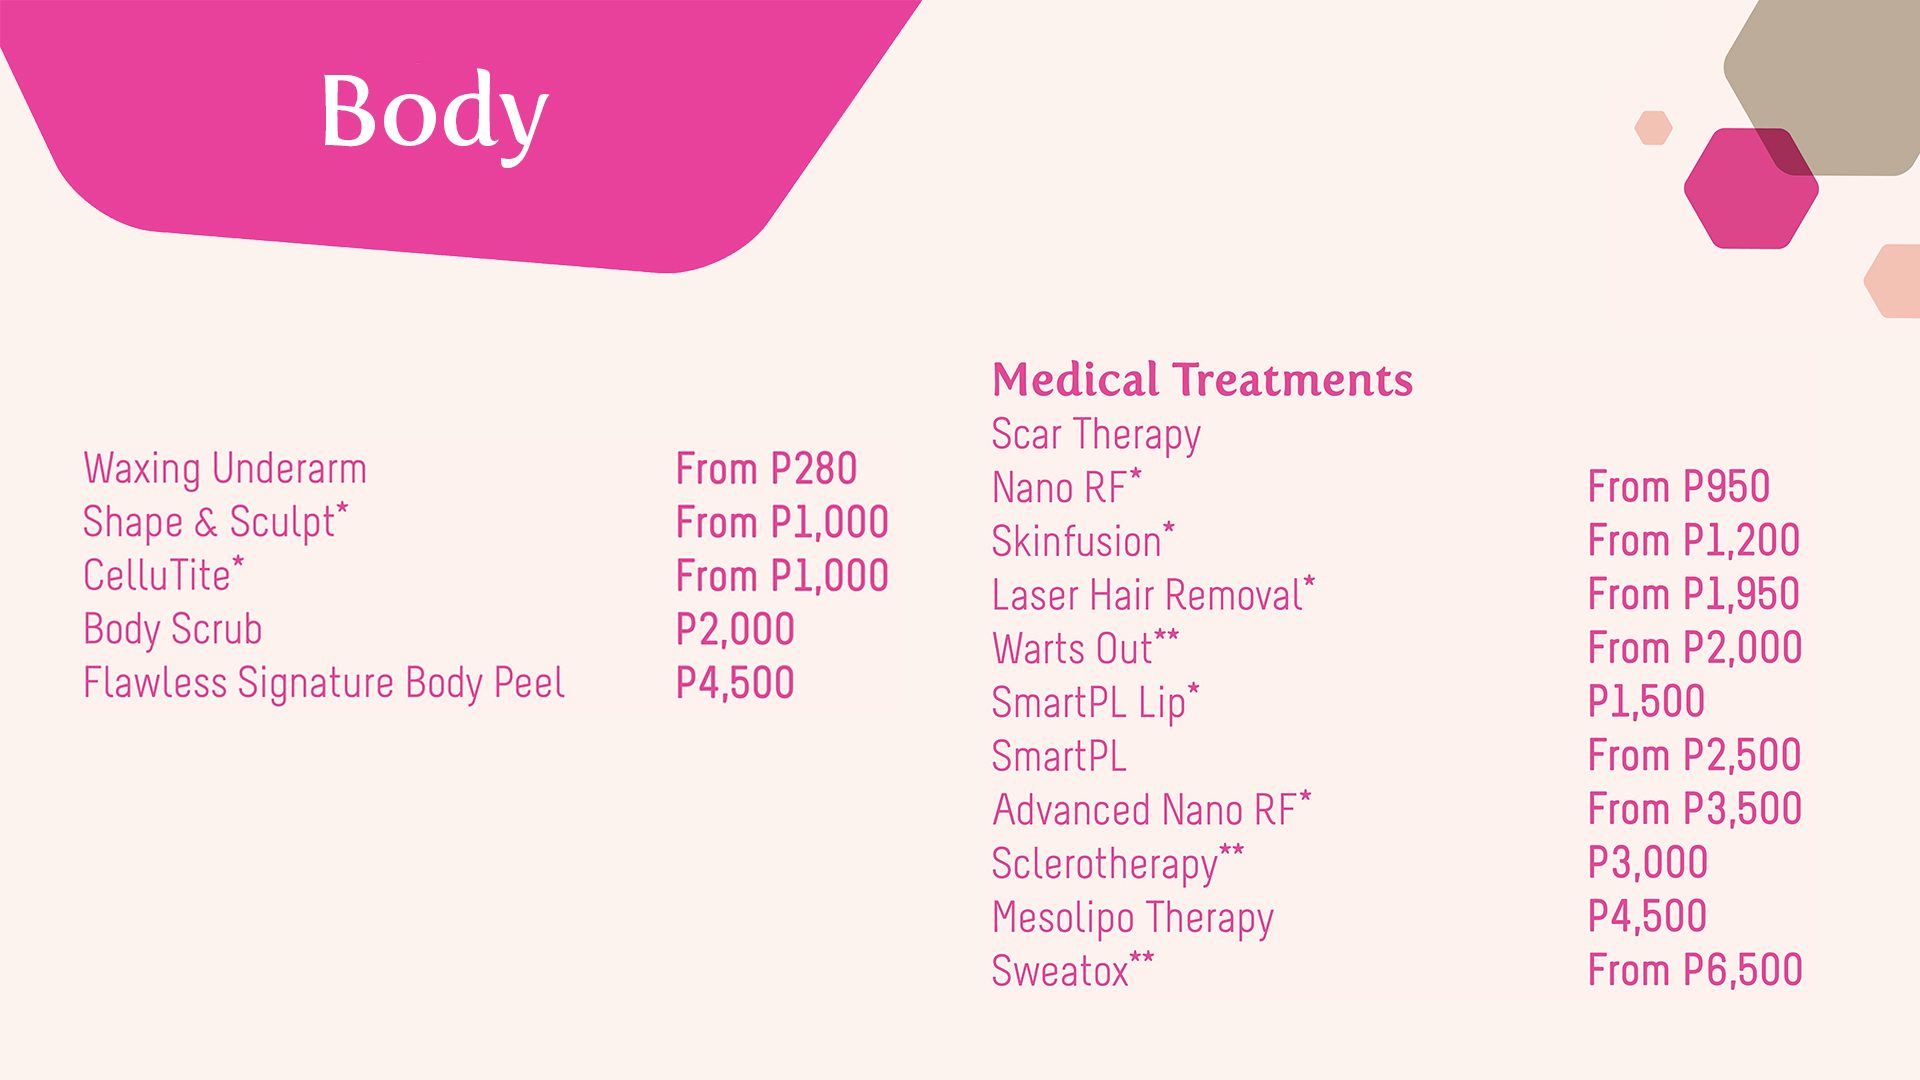 Body
Waxing Underarm From P280
Shape & Sculpt* From P1,000
CelluTite* From P1,000
Body Scrub P2,000
Flawless Signature Body Peel P4,500
Medical Treatments
Scar Therapy
Nano RF* From P950
Skinfusion* From P1,200
Laser Hair Removal* From P1,950
Warts Out** From P2,000
SmartPL Lip* P1,500
SmartPL From P2,500
Advanced Nano RF* From P3,500
Sclerotherapy** P3,000
Mesolipo Therapy P4,500
Sweatox** From P6,500